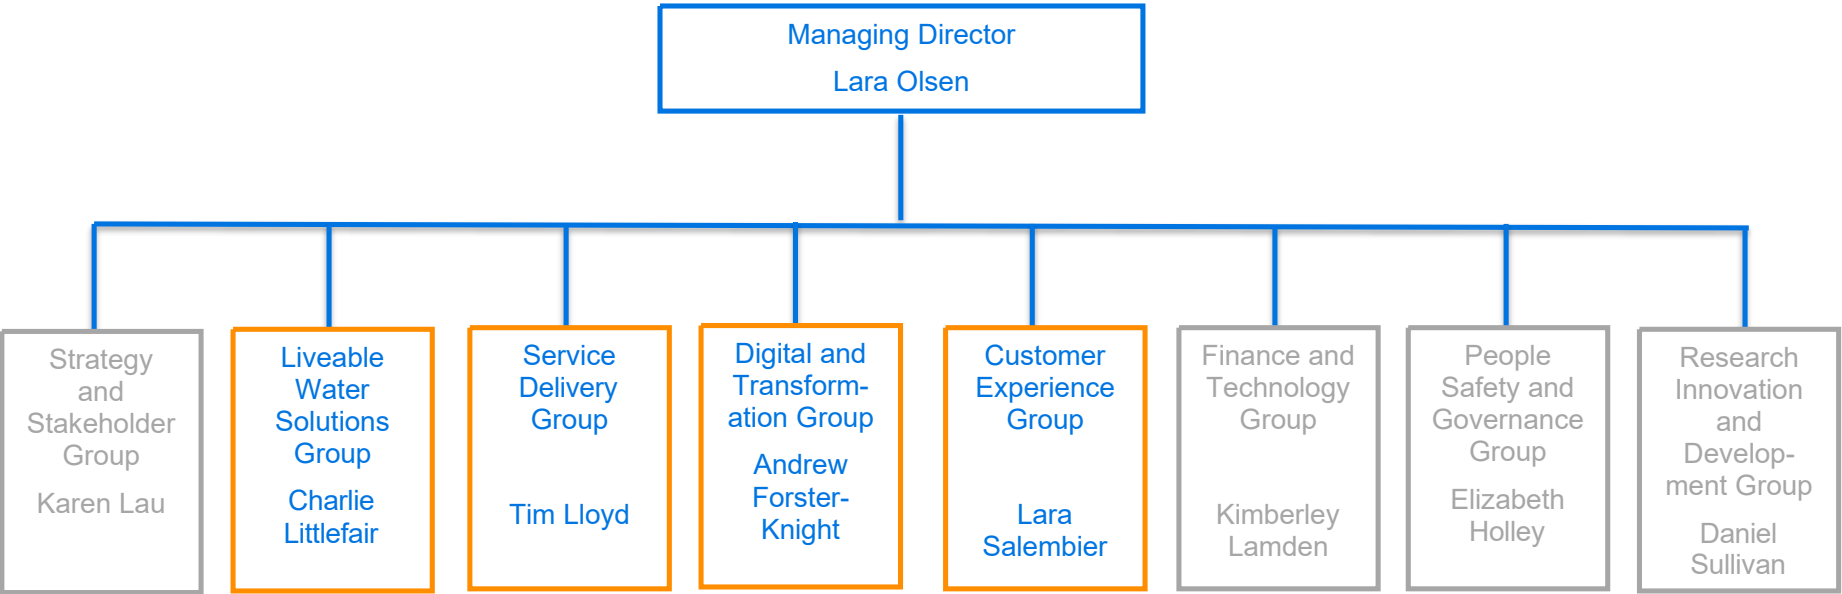 Managing Director
Lara Olsen
Strategy
and
Stakeholder
Group
Karen Lau
Liveable
Water
Solutions
Group
Charlie
Littlefair
Service
Delivery
Group
Tim Lloyd
Digital and
Transform-
ation Group
Andrew
Forster-
Knight
Customer
Experience
Group
Lara
Salembier
Finance and
Technology
Group
Kimberley
Lamden
People
Safety and
Governance
Group
Elizabeth
Holley
Research
Innovation
and
Develop-
ment Group
Daniel
Sullivan